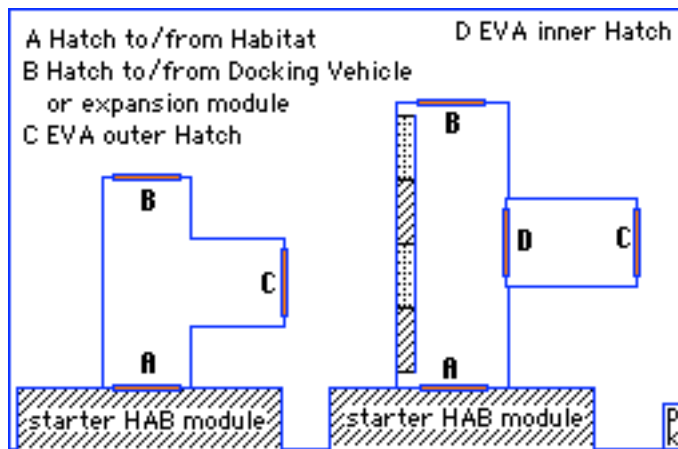 A Hatch to/from Habitat
B Hatch to/from Docking Vehicle
or expansion module
C EVA outer Hatch
D EVA inner Hatch
B
C
A
starter HAB module
B
D
C
A
starter HAB module